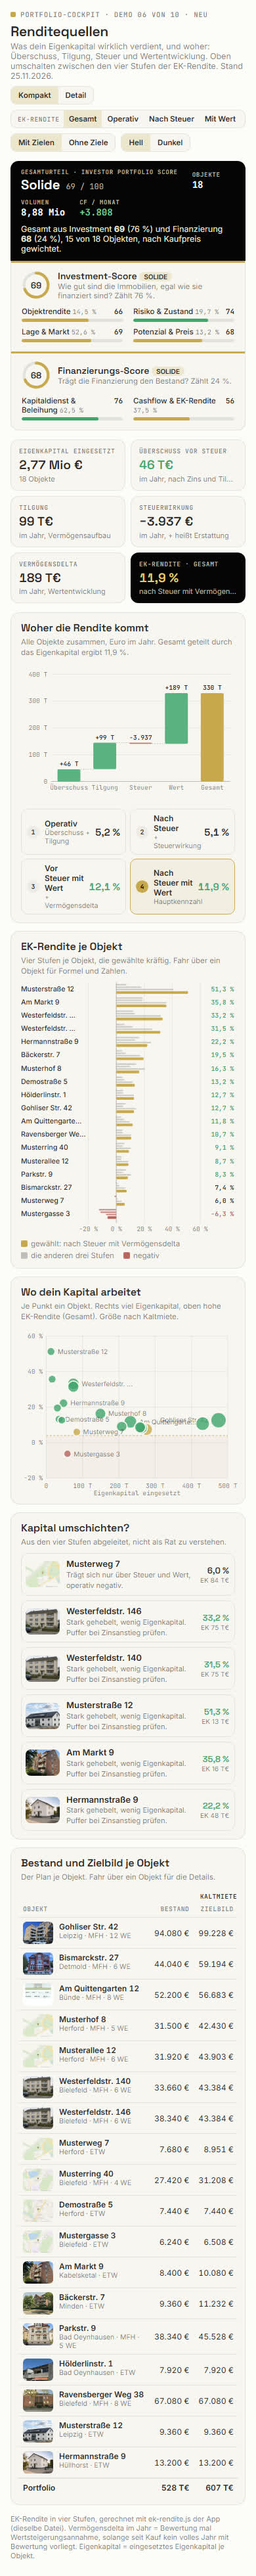 PORTFOLIO-COCKPIT · DEMO 06 VON 10 · NEU
Renditequellen
Was dein Eigenkapital wirklich verdient, und woher:
Überschuss, Tilgung, Steuer und Wertentwicklung. Oben
umschalten zwischen den vier Stufen der EK-Rendite. Stand
25.11.2026.
Kompakt Detail
EK-RENDITE Gesamt Operativ Nach Steuer Mit Wert
Mit Zielen Ohne Ziele Hell Dunkel
GESAMTURTEIL · INVESTOR PORTFOLIO SCORE
Solide 69 / 100
OBJEKTE
18
VOLUMEN CF / MONAT
8,88 Mio +3.808
Gesamt aus Investment 69 (76 %) und Finanzierung
68 (24 %), 15 von 18 Objekten, nach Kaufpreis
gewichtet.
69
Investment-Score SOLIDE
Wie gut sind die Immobilien, egal wie sie
finanziert sind? Zählt 76 %.
Objektrendite 14,5 % 66
Risiko & Zustand 19,7 % 74
Lage & Markt 52,6 % 69
Potenzial & Preis 13,2 % 68
68
Finanzierungs-Score SOLIDE
Trägt die Finanzierung den Bestand? Zählt 24 %.
Kapitaldienst & 76
Beleihung 62,5 %
Cashflow & EK-Rendite 56
37,5 %
EIGENKAPITAL EINGESETZT
2,77 Mio €
18 Objekte
ÜBERSCHUSS VOR STEUER
46 T€
im Jahr, nach Zins und Til...
TILGUNG
99 T€
im Jahr, Vermögensaufbau
STEUERWIRKUNG
-3.937 €
im Jahr, + heißt Erstattung
VERMÖGENSDELTA
189 T€
im Jahr, Wertentwicklung
EK-RENDITE · GESAMT
11,9 %
nach Steuer mit Vermögen...
Woher die Rendite kommt
Alle Objekte zusammen, Euro im Jahr. Gesamt geteilt durch
das Eigenkapital ergibt 11,9 %.
400 T
300 T
200 T
100 T
0
+46 T
+99 T
-3.937
+189 T
330 T
Überschuss Tilgung Steuer Wert Gesamt
1
Operativ
Überschuss +
Tilgung
5,2 %
2
Nach
Steuer
+
Steuerwirkung
5,1 %
3
Vor
Steuer mit
Wert
+
Vermögensdelta
12,1 %
4
Nach
Steuer mit
Wert
Hauptkennzahl
11,9 %
EK-Rendite je Objekt
Vier Stufen je Objekt, die gewählte kräftig. Fahr über ein
Objekt für Formel und Zahlen.
Musterstraße 12 51,3 %
Am Markt 9 35,8 %
Westerfeldstr. ... 33,2 %
Westerfeldstr. ... 31,5 %
Hermannstraße 9 22,2 %
Bäckerstr. 7 19,5 %
Musterhof 8 16,3 %
Demostraße 5 13,2 %
Hölderlinstr. 1 12,7 %
Gohliser Str. 42 12,7 %
Am Quittengarte... 11,8 %
Ravensberger We... 10,7 %
Musterring 40 9,1 %
Musterallee 12 8,7 %
Parkstr. 9 8,3 %
Bismarckstr. 27 7,4 %
Musterweg 7 6,0 %
Mustergasse 3 -6,3 %
-20 % 0 % 20 % 40 % 60 %
gewählt: nach Steuer mit Vermögensdelta
die anderen drei Stufen negativ
Wo dein Kapital arbeitet
Je Punkt ein Objekt. Rechts viel Eigenkapital, oben hohe
EK-Rendite (Gesamt). Größe nach Kaltmiete.
60 %
40 %
20 %
0 %
-20 %
Musterstraße 12
Westerfeldstr. ...
Hermannstraße 9
Musterhof 8
Demostraße 5
Musterweg 7
Mustergasse 3
0 100 T 200 T 300 T 400 T 500 T
Eigenkapital eingesetzt
Kapital umschichten?
Aus den vier Stufen abgeleitet, nicht als Rat zu verstehen.
Musterweg 7
Trägt sich nur über Steuer und Wert,
operativ negativ.
6,0 %
EK 84 T€
Westerfeldstr. 146
Stark gehebelt, wenig Eigenkapital.
Puffer bei Zinsanstieg prüfen.
33,2 %
EK 75 T€
Westerfeldstr. 140
Stark gehebelt, wenig Eigenkapital.
Puffer bei Zinsanstieg prüfen.
31,5 %
EK 75 T€
Musterstraße 12
Stark gehebelt, wenig Eigenkapital.
Puffer bei Zinsanstieg prüfen.
51,3 %
EK 13 T€
Am Markt 9
Stark gehebelt, wenig Eigenkapital.
Puffer bei Zinsanstieg prüfen.
35,8 %
EK 16 T€
Hermannstraße 9
Stark gehebelt, wenig Eigenkapital.
Puffer bei Zinsanstieg prüfen.
22,2 %
EK 48 T€
Bestand und Zielbild je Objekt
Der Plan je Objekt. Fahr über ein Objekt für die Details.
KALTMIETE
OBJEKT BESTAND ZIELBILD
Gohliser Str. 42 94.080 € 99.228 €
Leipzig · MFH · 12 WE
Bismarckstr. 27 44.040 € 59.194 €
Detmold · MFH · 6 WE
Am Quittengarten 12 52.200 € 56.683 €
Bünde · MFH · 8 WE
Musterhof 8 31.500 € 42.430 €
Herford · MFH · 5 WE
Musterallee 12 31.920 € 43.903 €
Herford · MFH · 6 WE
Westerfeldstr. 140 33.660 € 43.384 €
Bielefeld · MFH · 6 WE
Westerfeldstr. 146 38.340 € 43.384 €
Bielefeld · MFH · 6 WE
Musterweg 7 7.680 € 8.951 €
Herford · ETW
Musterring 40 27.420 € 31.208 €
Bielefeld · MFH · 4 WE
Demostraße 5 7.440 € 7.440 €
Herford · ETW
Mustergasse 3 6.240 € 6.508 €
Bielefeld · ETW
Am Markt 9 8.400 € 10.080 €
Kabelsketal · ETW
Bäckerstr. 7 9.360 € 11.232 €
Minden · ETW
Parkstr. 9 38.340 € 45.528 €
Bad Oeynhausen · MFH ·
5 WE
Hölderlinstr. 1 7.920 € 7.920 €
Bad Oeynhausen · ETW
Ravensberger Weg 38 67.080 € 67.080 €
Bielefeld · MFH · 8 WE
Musterstraße 12 9.360 € 9.360 €
Leipzig · ETW
Hermannstraße 9 13.200 € 13.200 €
Hüllhorst · ETW
Portfolio 528 T€ 607 T€
EK-Rendite in vier Stufen, gerechnet mit ek-rendite.js der App
(dieselbe Datei). Vermögensdelta im Jahr = Bewertung mal
Wertsteigerungsannahme, solange seit Kauf kein volles Jahr mit
Bewertung vorliegt. Eigenkapital = eingesetztes Eigenkapital je
Objekt.